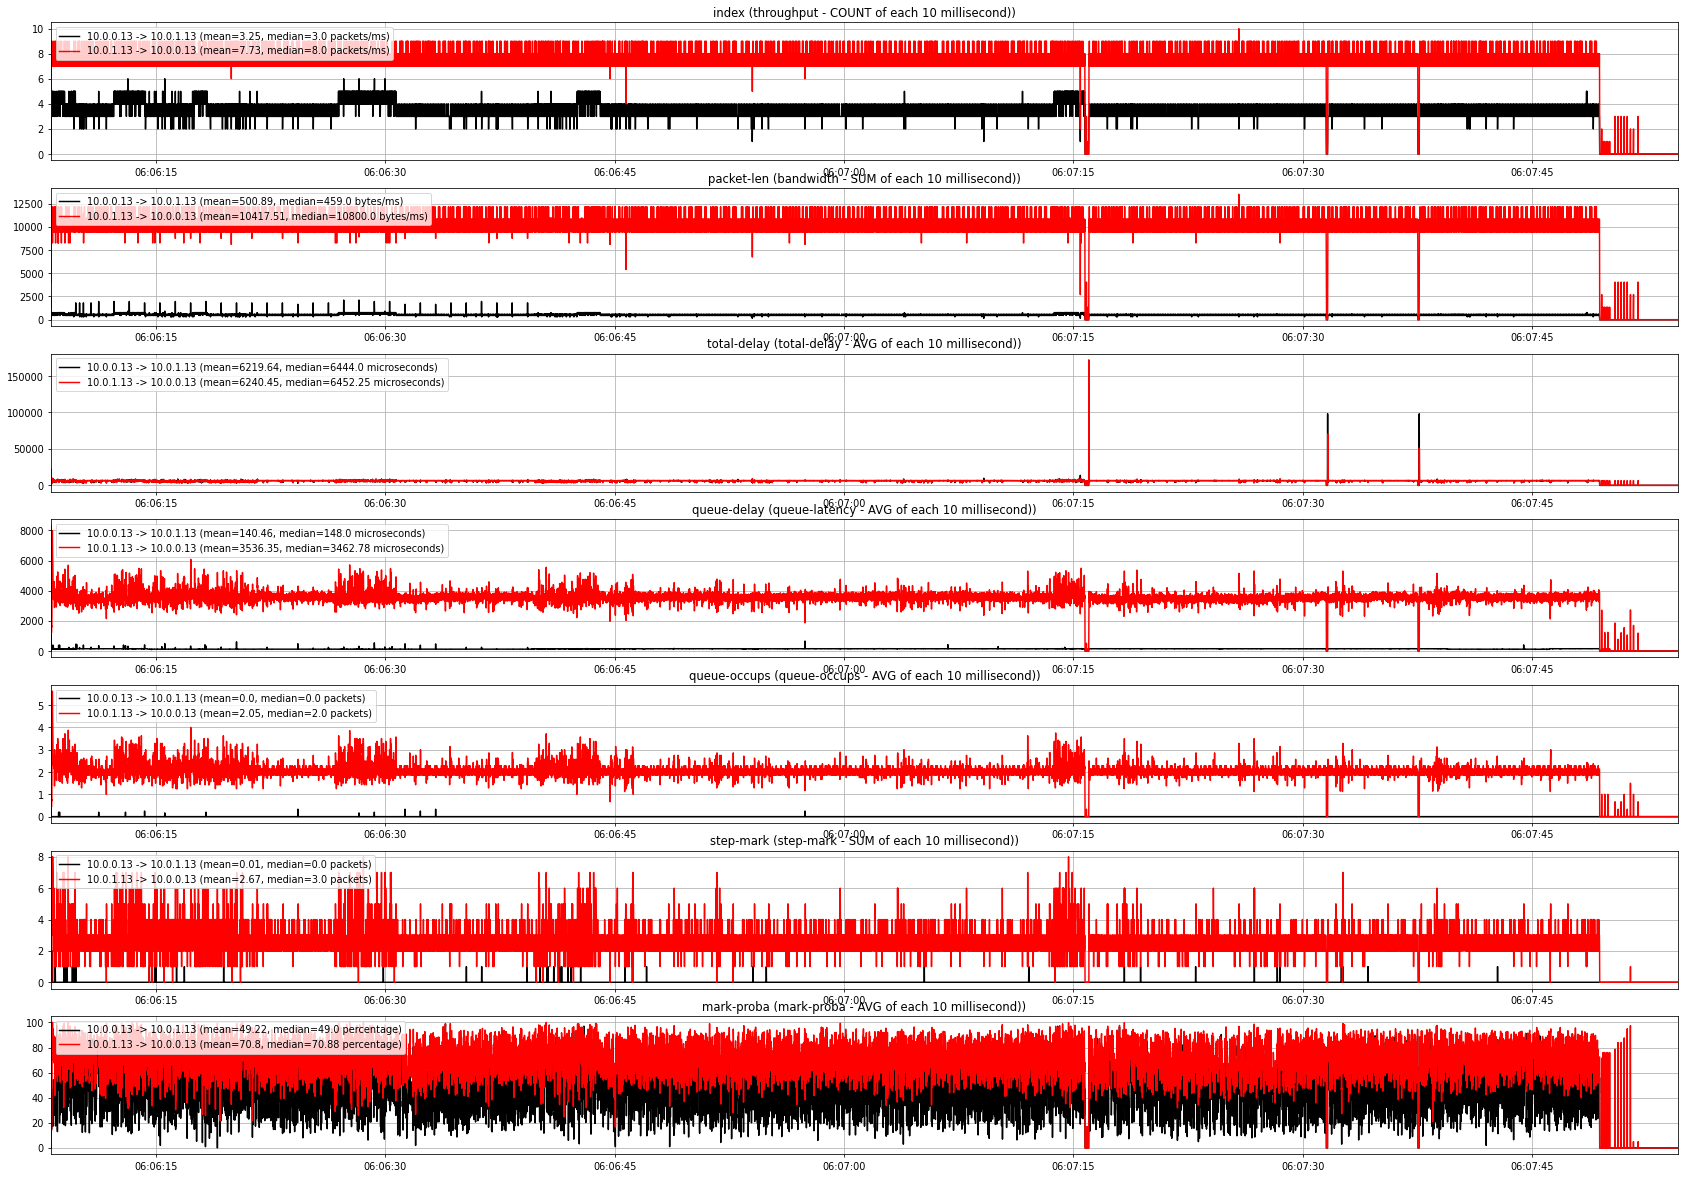 index (throughput - COUNT of each 10 millisecond))
10.0.0.13 -> 10.0.1.13 (mean=3.25, median=3.0 packets/ms)
10.0.1.13 -> 10.0.0.13 (mean=7.73, median=8.0 packets/ms)
10
8
6
4
2
0
06:06:15 06:06:30 06:06:45 06:07:00 06:07:15 06:07:30 06:07:45
packet-len (bandwidth - SUM of each 10 millisecond))
10.0.0.13 -> 10.0.1.13 (mean=500.89, median=459.0 bytes/ms)
10.0.1.13 -> 10.0.0.13 (mean=10417.51, median=10800.0 bytes/ms)
12500
10000
7500
5000
2500
0
06:06:15 06:06:30 06:06:45 06:07:00 06:07:15 06:07:30 06:07:45
total-delay (total-delay - AVG of each 10 millisecond))
10.0.0.13 -> 10.0.1.13 (mean=6219.64, median=6444.0 microseconds)
10.0.1.13 -> 10.0.0.13 (mean=6240.45, median=6452.25 microseconds)
150000
100000
50000
0
06:06:15 06:06:30 06:06:45 06:07:00 06:07:15 06:07:30 06:07:45
queue-delay (queue-latency - AVG of each 10 millisecond))
10.0.0.13 -> 10.0.1.13 (mean=140.46, median=148.0 microseconds)
10.0.1.13 -> 10.0.0.13 (mean=3536.35, median=3462.78 microseconds)
8000
6000
4000
2000
0
06:06:15 06:06:30 06:06:45 06:07:00 06:07:15 06:07:30 06:07:45
queue-occups (queue-occups - AVG of each 10 millisecond))
10.0.0.13 -> 10.0.1.13 (mean=0.0, median=0.0 packets)
10.0.1.13 -> 10.0.0.13 (mean=2.05, median=2.0 packets)
5
4
3
2
1
0
06:06:15 06:06:30 06:06:45 06:07:00 06:07:15 06:07:30 06:07:45
step-mark (step-mark - SUM of each 10 millisecond))
10.0.0.13 -> 10.0.1.13 (mean=0.01, median=0.0 packets)
10.0.1.13 -> 10.0.0.13 (mean=2.67, median=3.0 packets)
8
6
4
2
0
06:06:15 06:06:30 06:06:45 06:07:00 06:07:15 06:07:30 06:07:45
mark-proba (mark-proba - AVG of each 10 millisecond))
10.0.0.13 -> 10.0.1.13 (mean=49.22, median=49.0 percentage)
10.0.1.13 -> 10.0.0.13 (mean=70.8, median=70.88 percentage)
100
80
60
40
20
0
06:06:15 06:06:30 06:06:45 06:07:00 06:07:15 06:07:30 06:07:45